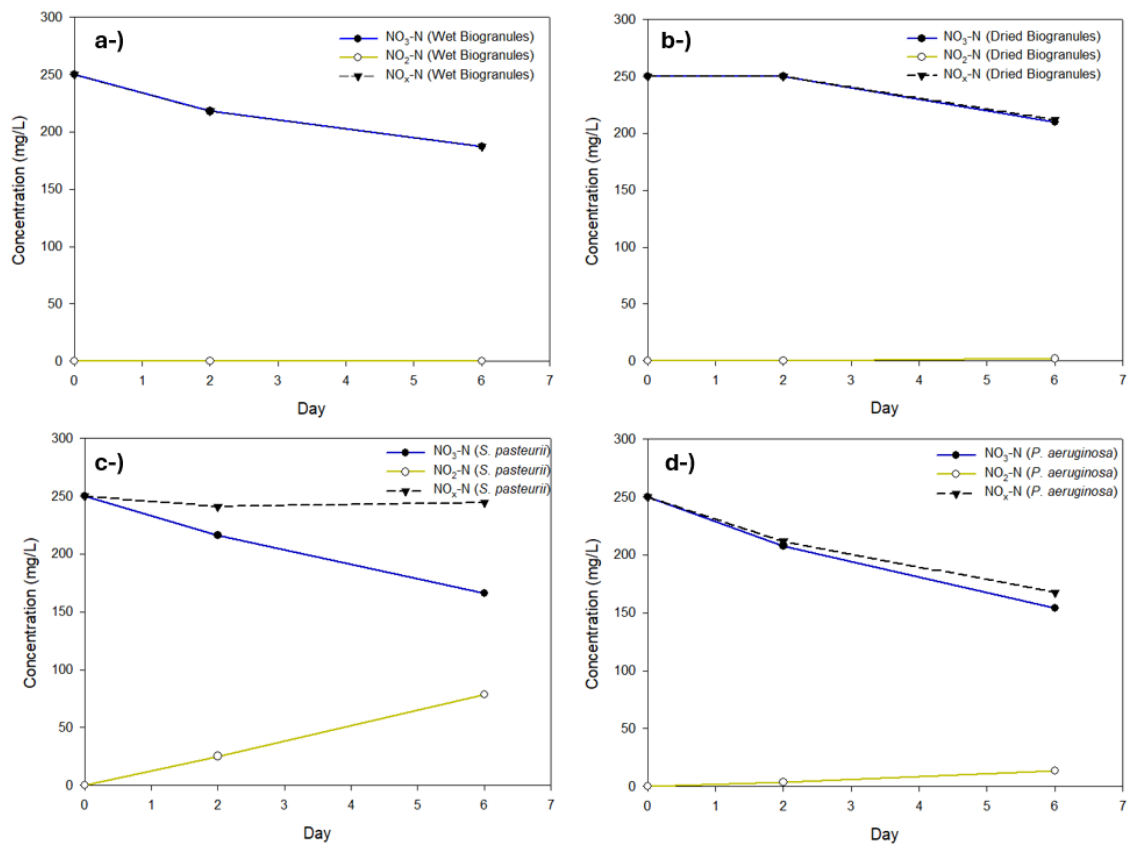 a-)
NO₃-N (Wet Biogranules)
NO₂-N (Wet Biogranules)
NOₓ-N (Wet Biogranules)
Concentration (mg/L)
300
250
200
150
100
50
0
0 1 2 3 4 5 6 7
Day
b-)
NO₃-N (Dried Biogranules)
NO₂-N (Dried Biogranules)
NOₓ-N (Dried Biogranules)
Concentration (mg/L)
300
250
200
150
100
50
0
0 1 2 3 4 5 6 7
Day
c-)
NO₃-N (S. pasteurii)
NO₂-N (S. pasteurii)
NOₓ-N (S. pasteurii)
Concentration (mg/L)
300
250
200
150
100
50
0
0 1 2 3 4 5 6 7
Day
d-)
NO₃-N (P. aeruginosa)
NO₂-N (P. aeruginosa)
NOₓ-N (P. aeruginosa)
Concentration (mg/L)
300
250
200
150
100
50
0
0 1 2 3 4 5 6 7
Day